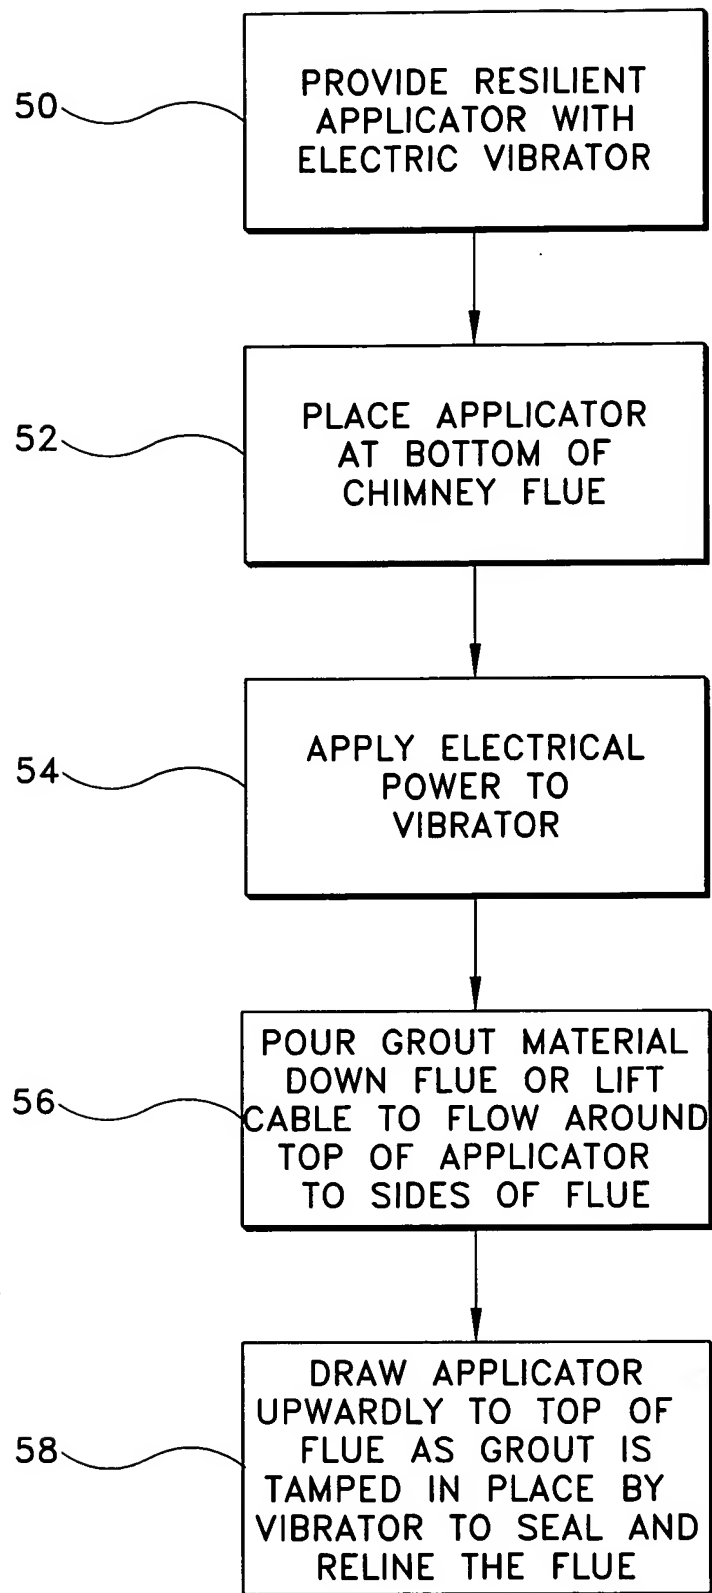 50
PROVIDE RESILIENT
APPLICATOR WITH
ELECTRIC VIBRATOR
52
PLACE APPLICATOR
AT BOTTOM OF
CHIMNEY FLUE
54
APPLY ELECTRICAL
POWER TO
VIBRATOR
56
POUR GROUT MATERIAL
DOWN FLUE OR LIFT
CABLE TO FLOW AROUND
TOP OF APPLICATOR
TO SIDES OF FLUE
58
DRAW APPLICATOR
UPWARDLY TO TOP OF
FLUE AS GROUT IS
TAMPED IN PLACE BY
VIBRATOR TO SEAL AND
RELINE THE FLUE